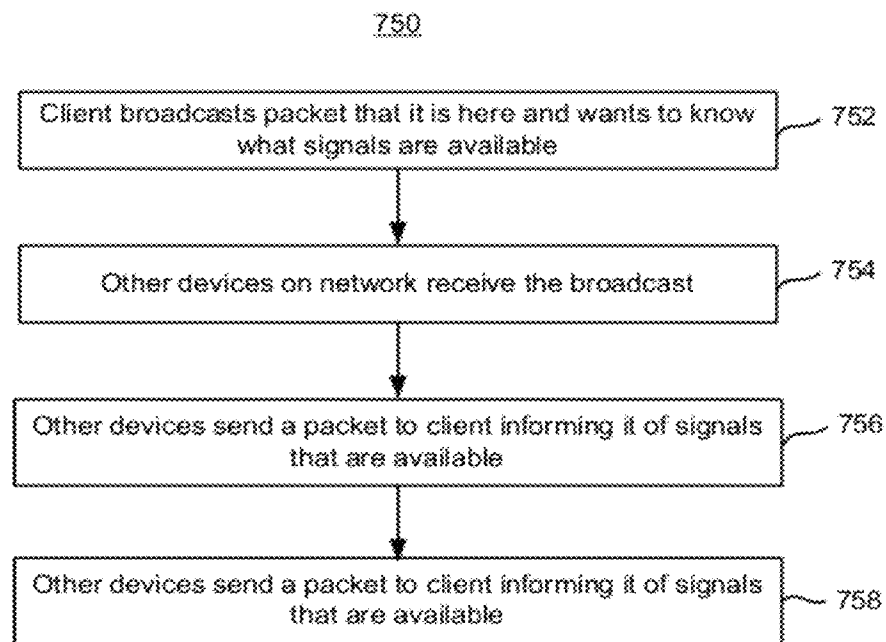 750
Client broadcasts packet that it is here and wants to know
what signals are available
752
Other devices on network receive the broadcast
754
Other devices send a packet to client informing it of signals
that are available
756
Other devices send a packet to client informing it of signals
that are available
758